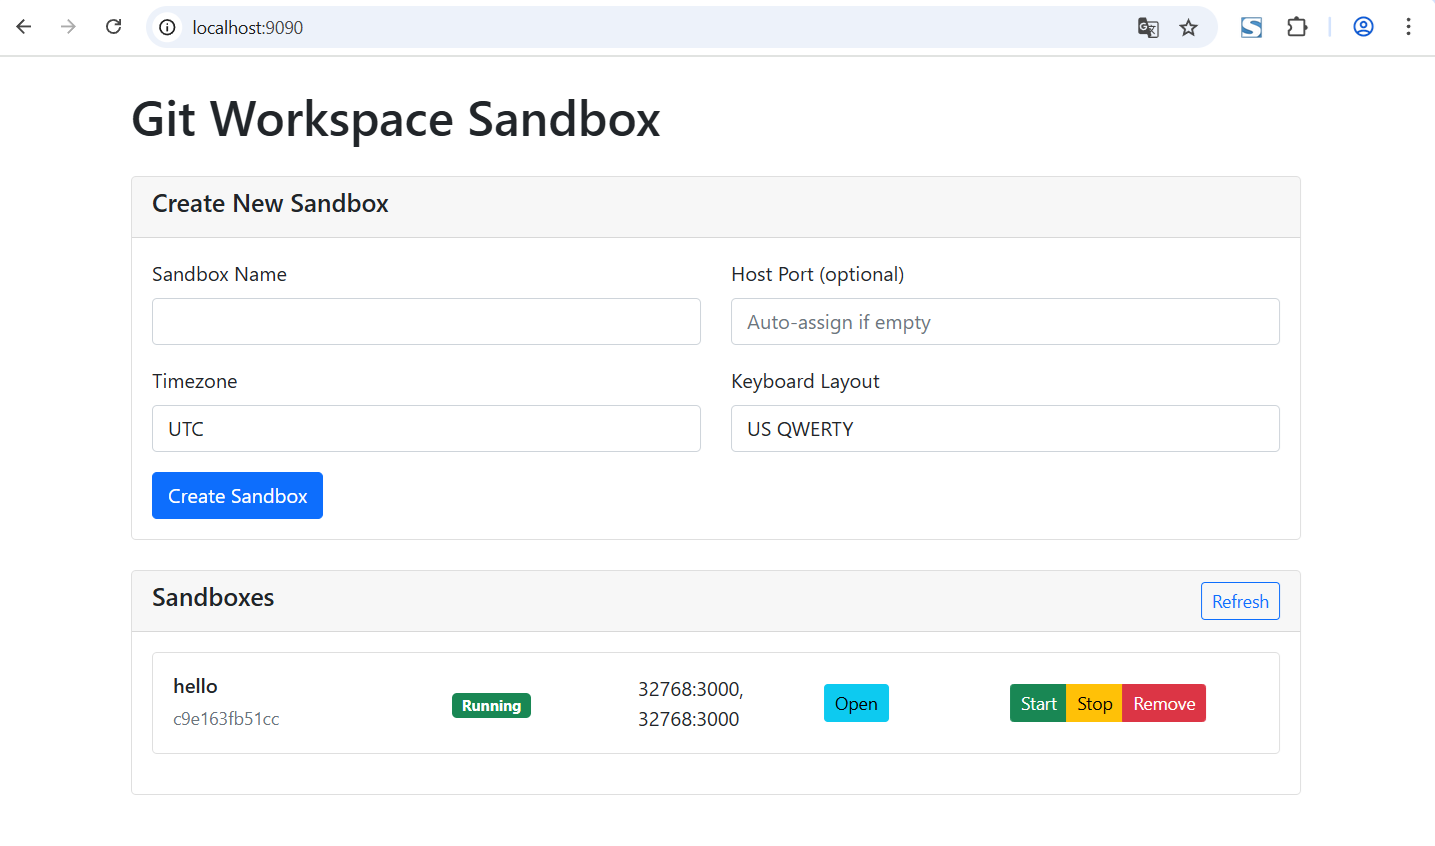 localhost:9090
Git Workspace Sandbox
Create New Sandbox
Sandbox Name
Host Port (optional)
Auto-assign if empty
Timezone
Keyboard Layout
UTC
US QWERTY
Create Sandbox
Sandboxes
Refresh
hello
c9e163fb51cc
Running
32768:3000,
32768:3000
Open
Start
Stop
Remove